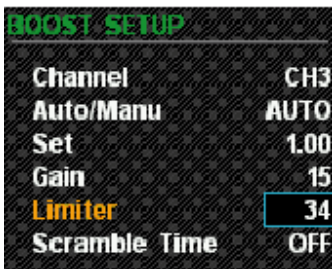 BOOST SETUP
Channel CH3
Auto/Manu AUTO
Set 1.00
Gain 15
Limiter 34
Scramble Time OFF